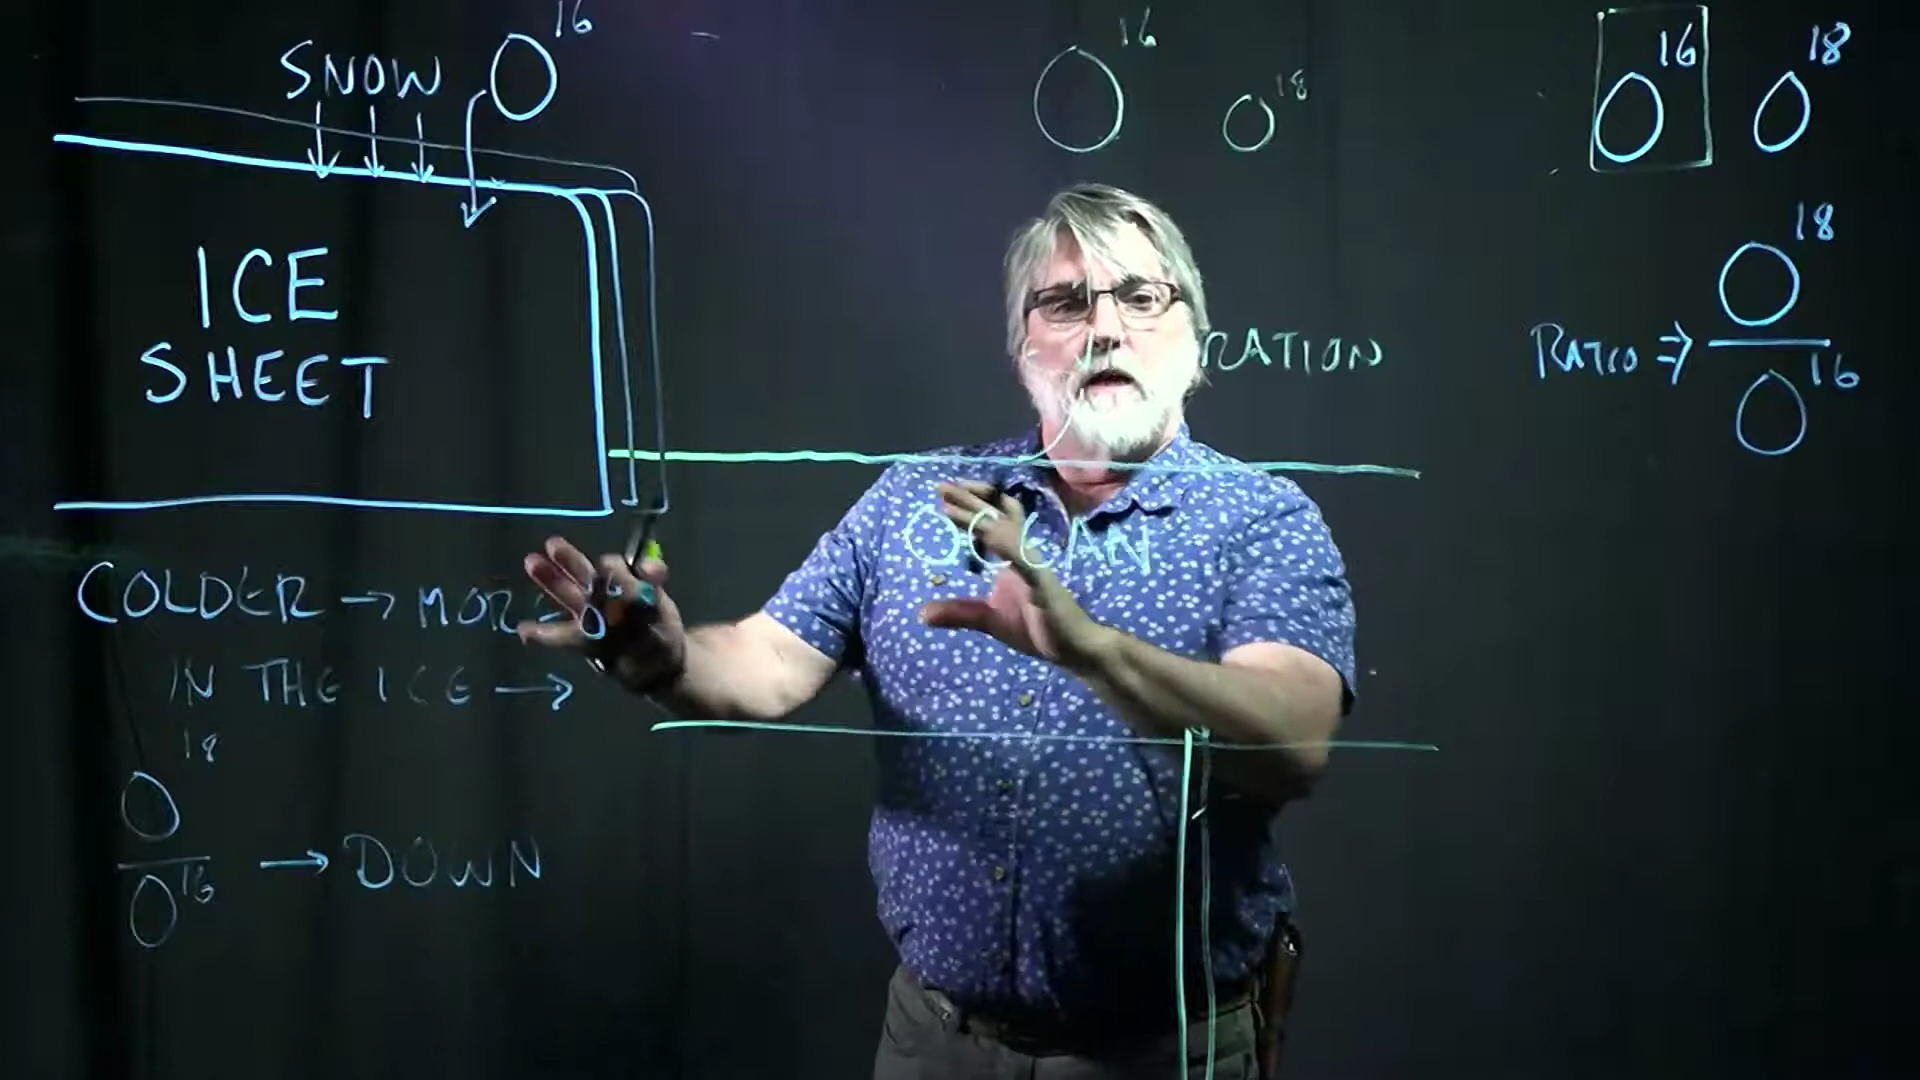 SNOW O16
ICE
SHEET
COLDER → MORE O
IN THE ICE →
O18
O16 → DOWN
O16 O18
RATION
OCEAN
O16 O18
RATIO ⇒ O18
O16